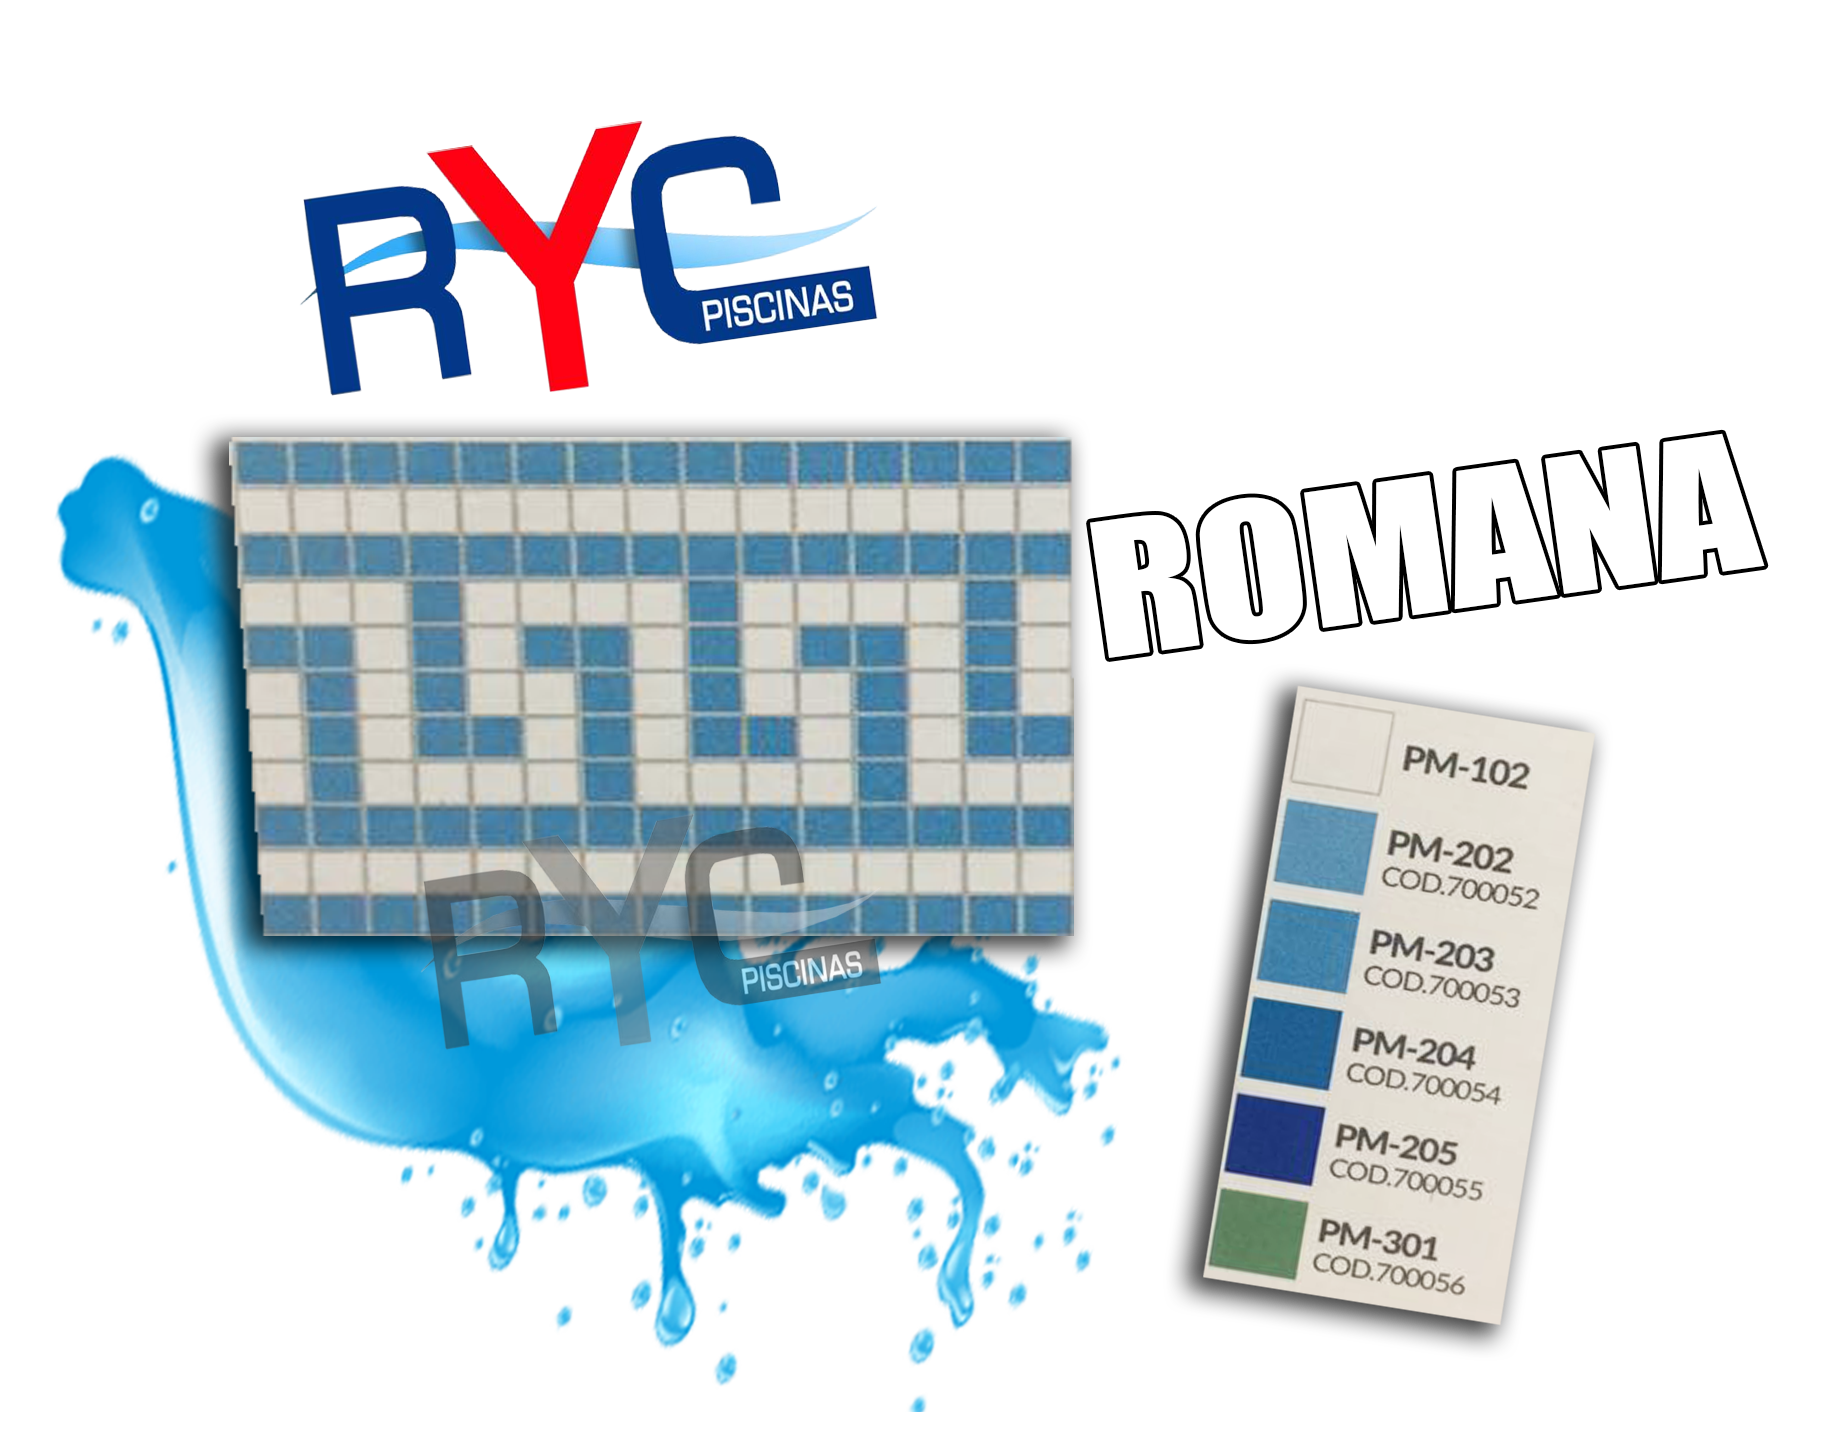 RYC
PISCINAS
ROMANA
PM-102
PM-202
COD.700052
PM-203
COD.700053
PM-204
COD.700054
PM-205
COD.700055
PM-301
COD.700056
RYC
PISCINAS